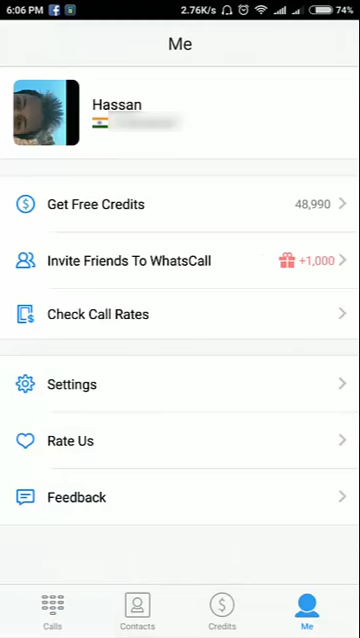 6:06 PM 2.76K/s 74%
Me
Hassan
Get Free Credits 48,990
Invite Friends To WhatsCall +1,000
Check Call Rates
Settings
Rate Us
Feedback
Calls Contacts Credits Me